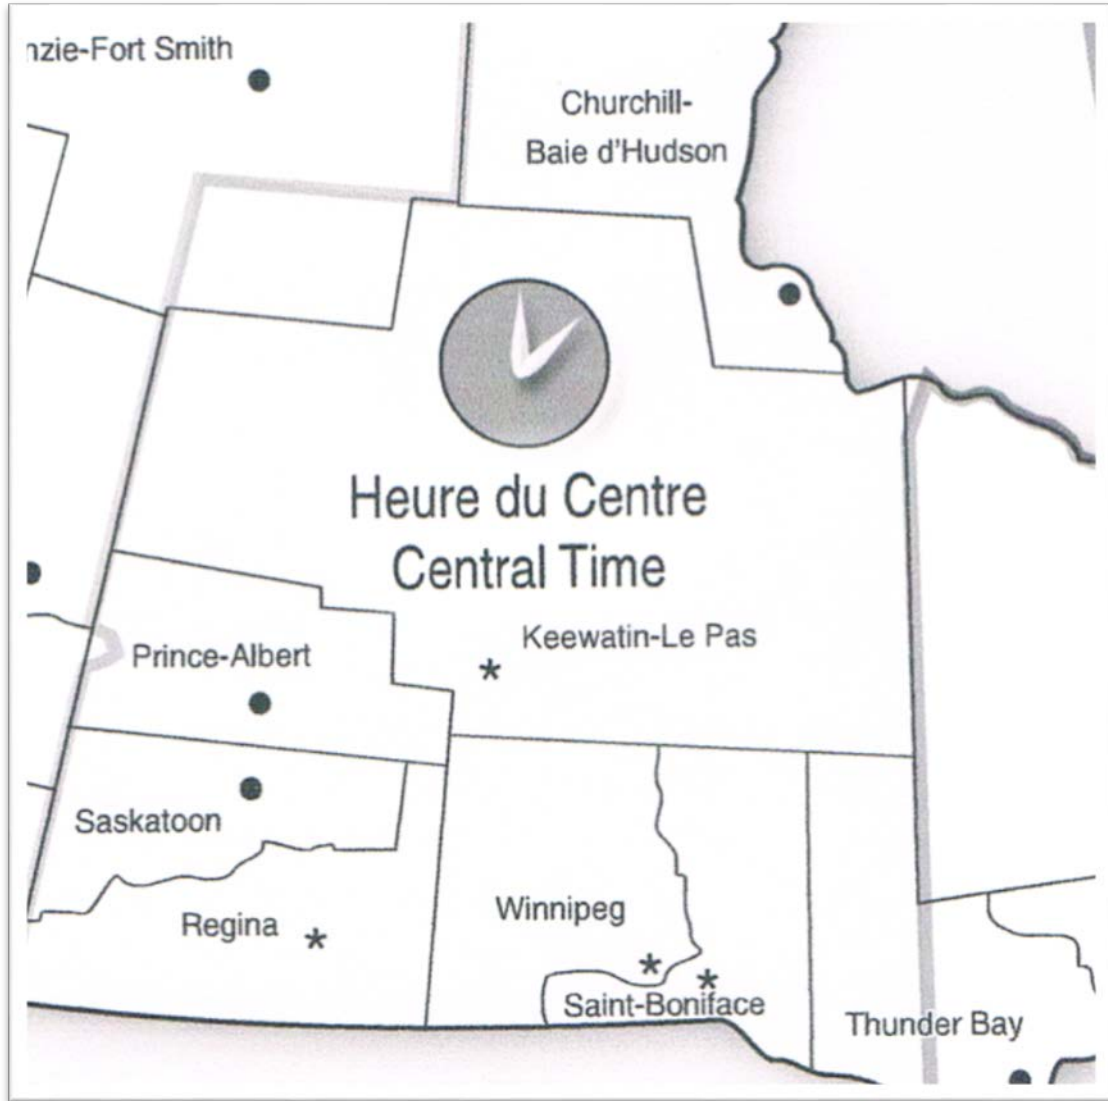 nzie-Fort Smith
Churchill-
Baie d'Hudson
Heure du Centre
Central Time
Keewatin-Le Pas
Prince-Albert
*
Saskatoon
Winnipeg
Regina *
*
*
Saint-Boniface
Thunder Bay